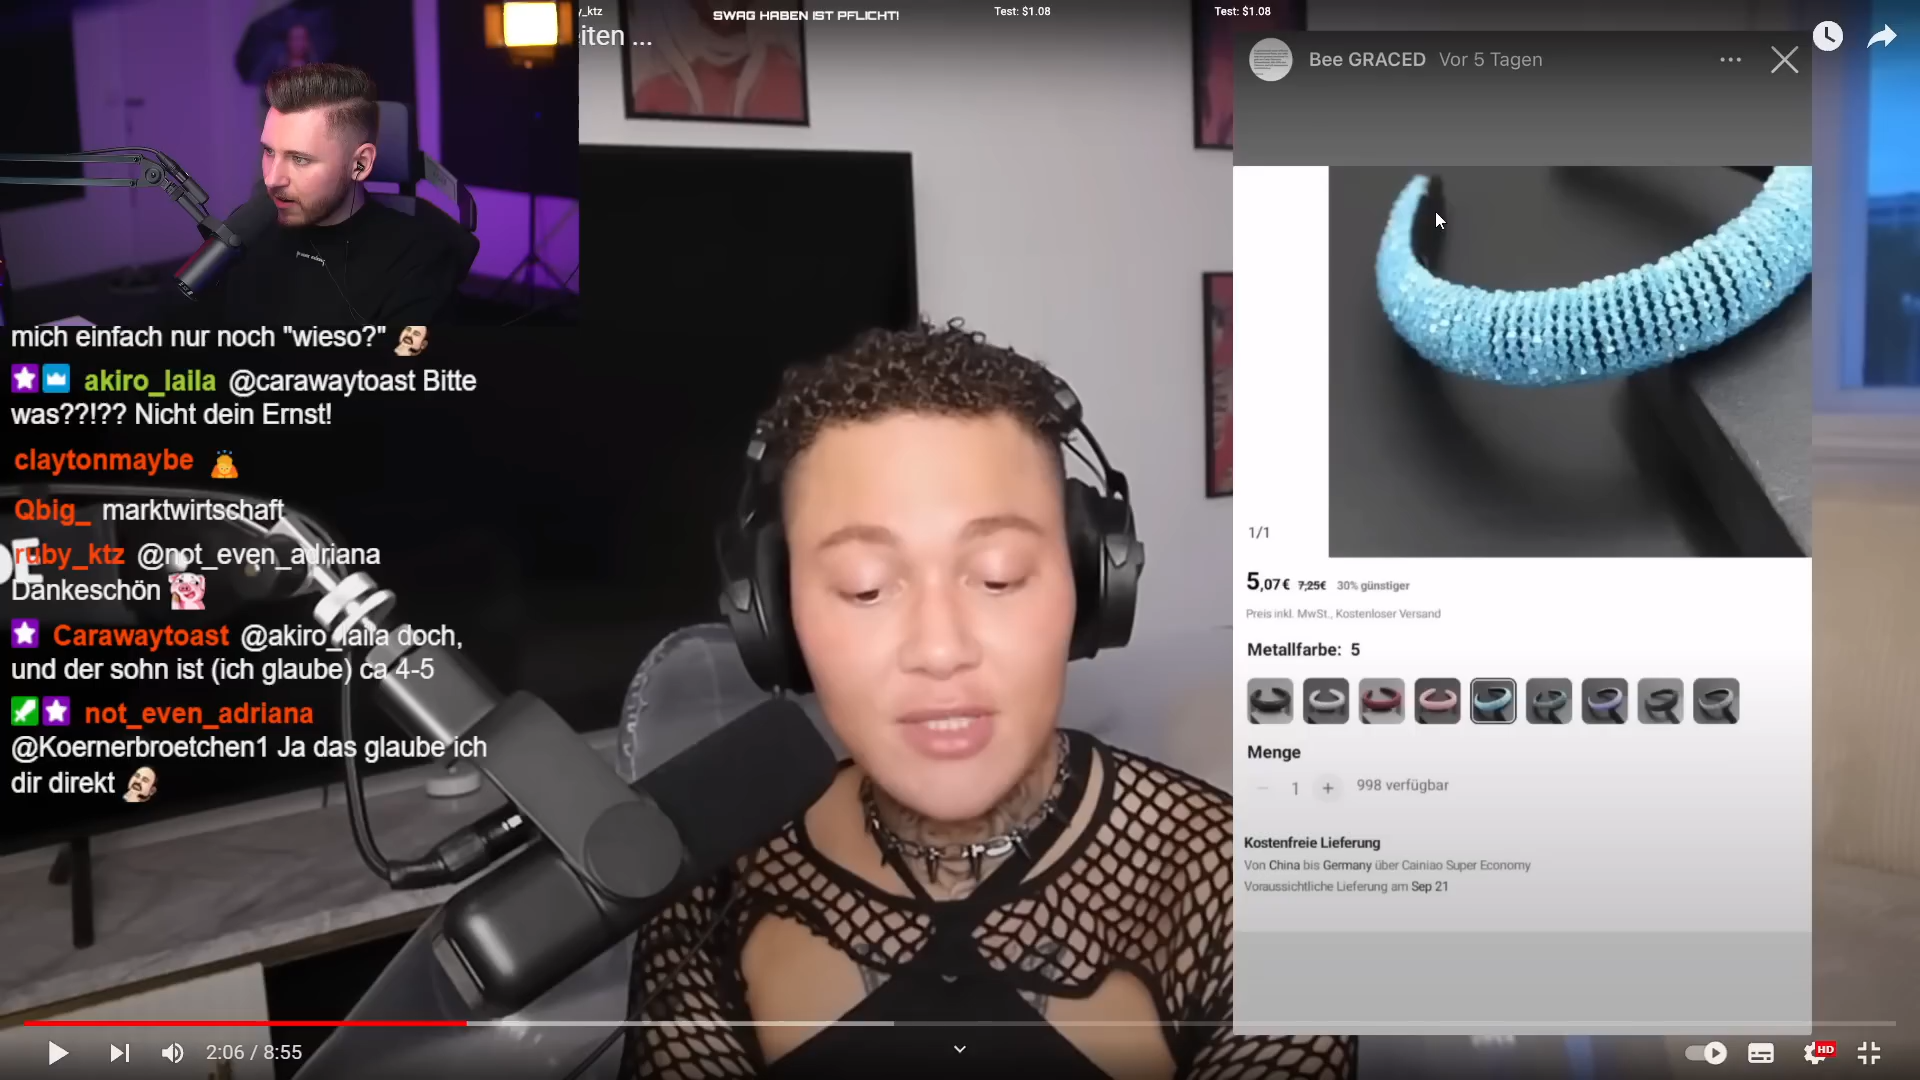 _ktz
SWAG HABEN IST PFLICHT!
Test: $1.08
Test: $1.08
iten ...
Bee GRACED Vor 5 Tagen
mich einfach nur noch "wieso?"
akiro_laila @carawaytoast Bitte
was??!?? Nicht dein Ernst!
claytonmaybe
Qbig_ marktwirtschaft
ruby_ktz @not_even_adriana
Dankeschön
Carawaytoast @akiro_laila doch,
und der sohn ist (ich glaube) ca 4-5
not_even_adriana
@Koernerbroetchen1 Ja das glaube ich
dir direkt
1/1
5,07€ 7,25€ 30% günstiger
Preis inkl. MwSt., Kostenloser Versand
Metallfarbe: 5
Menge
1 + 998 verfügbar
Kostenfreie Lieferung
Von China bis Germany über Cainiao Super Economy
Voraussichtliche Lieferung am Sep 21
2:06 / 8:55
HD